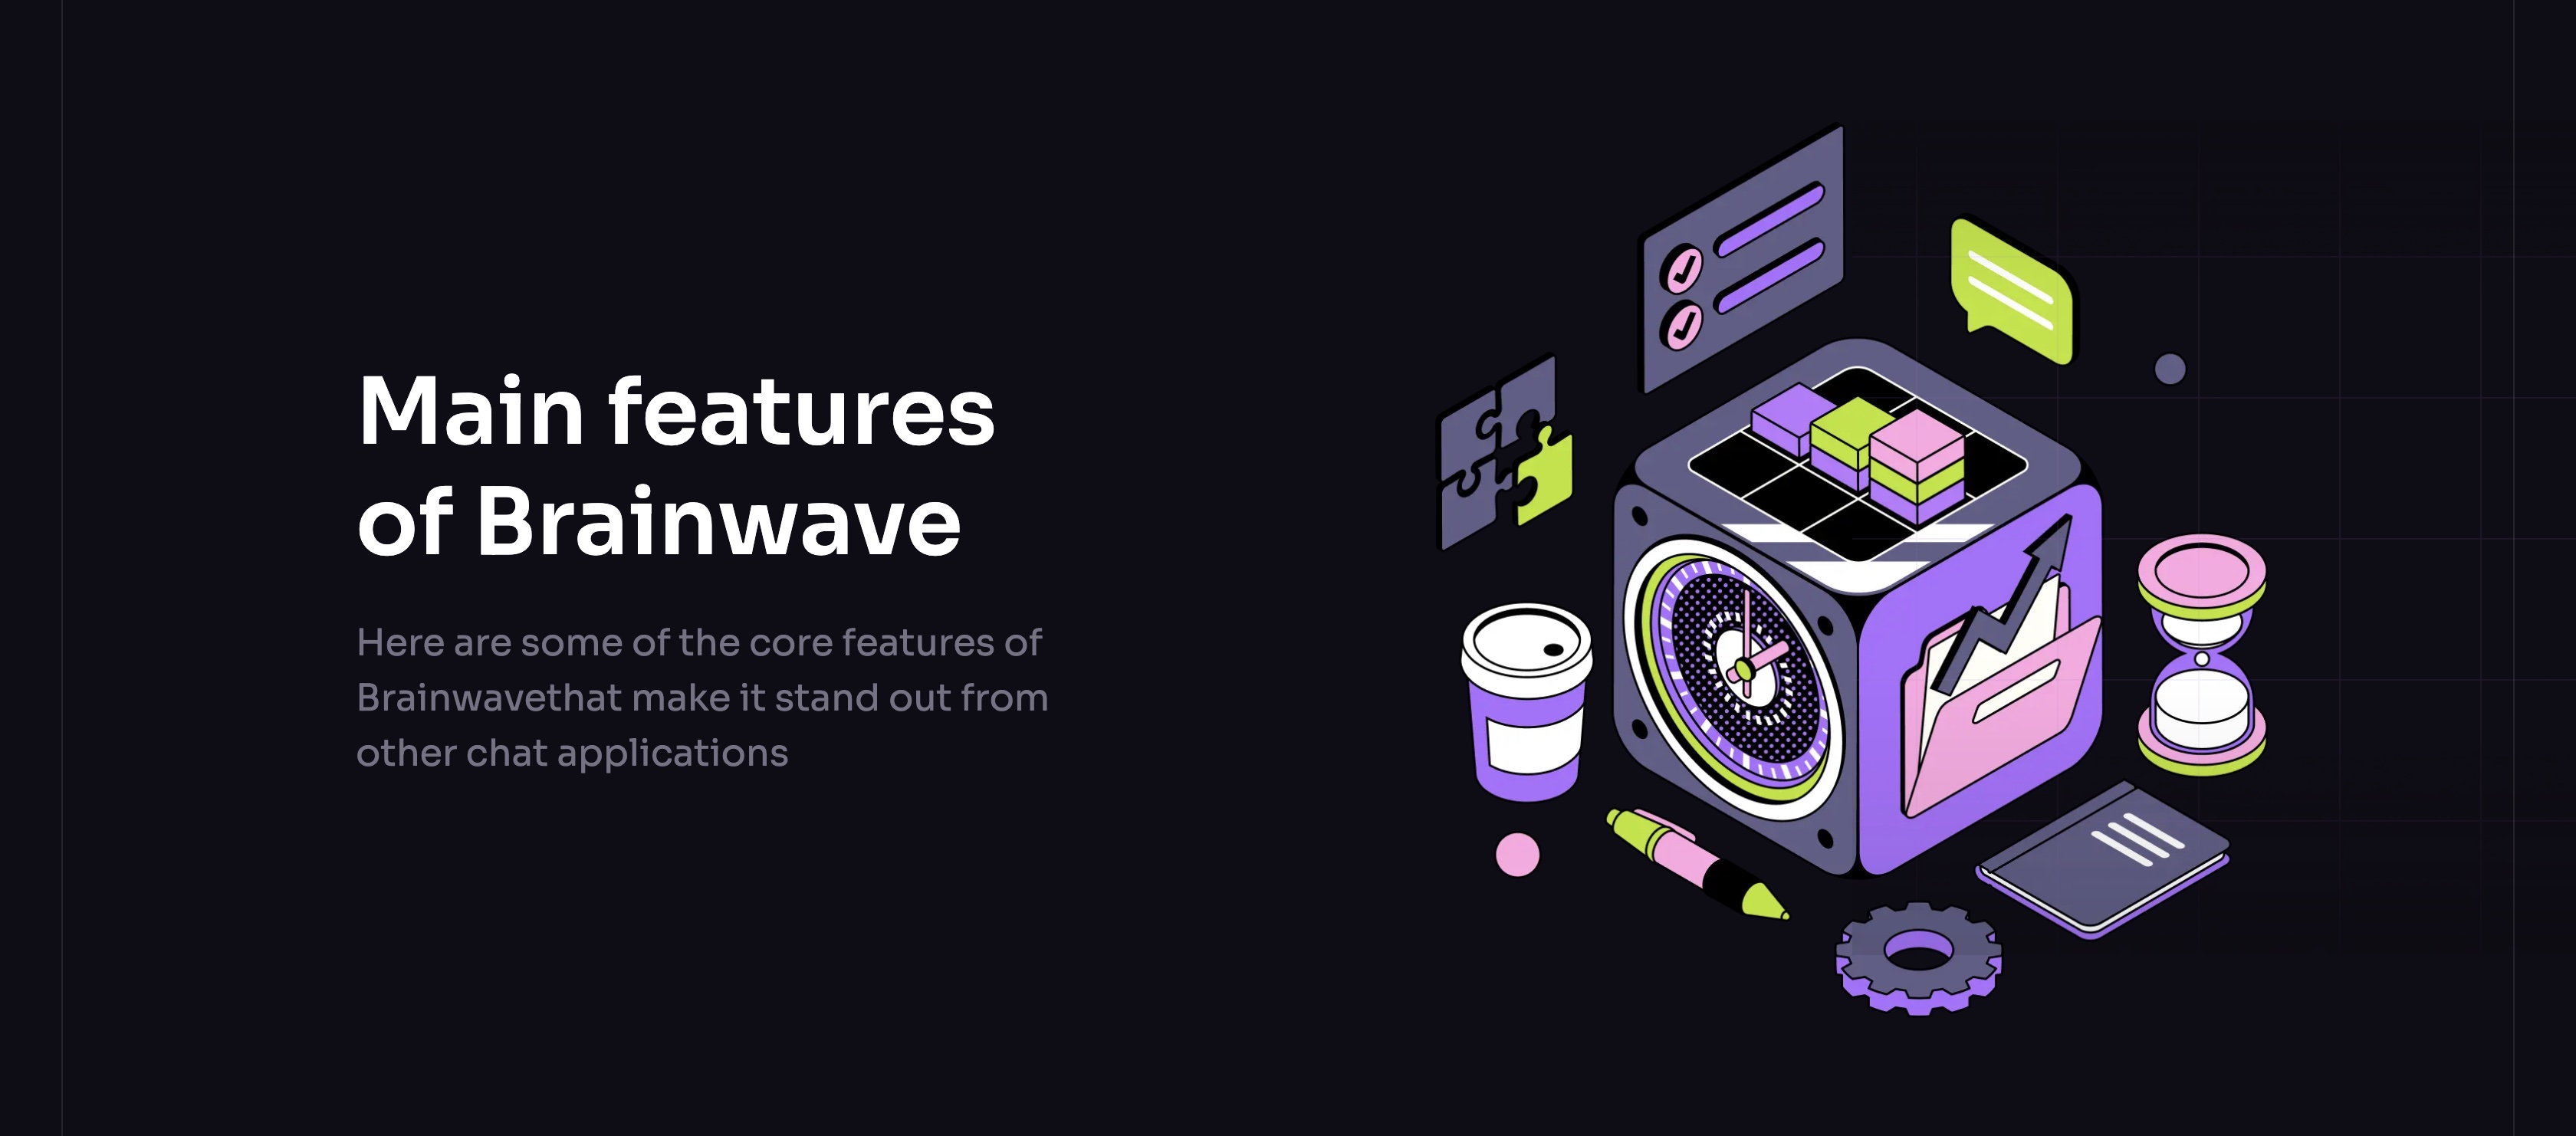 Main features
of Brainwave
Here are some of the core features of
Brainwavethat make it stand out from
other chat applications